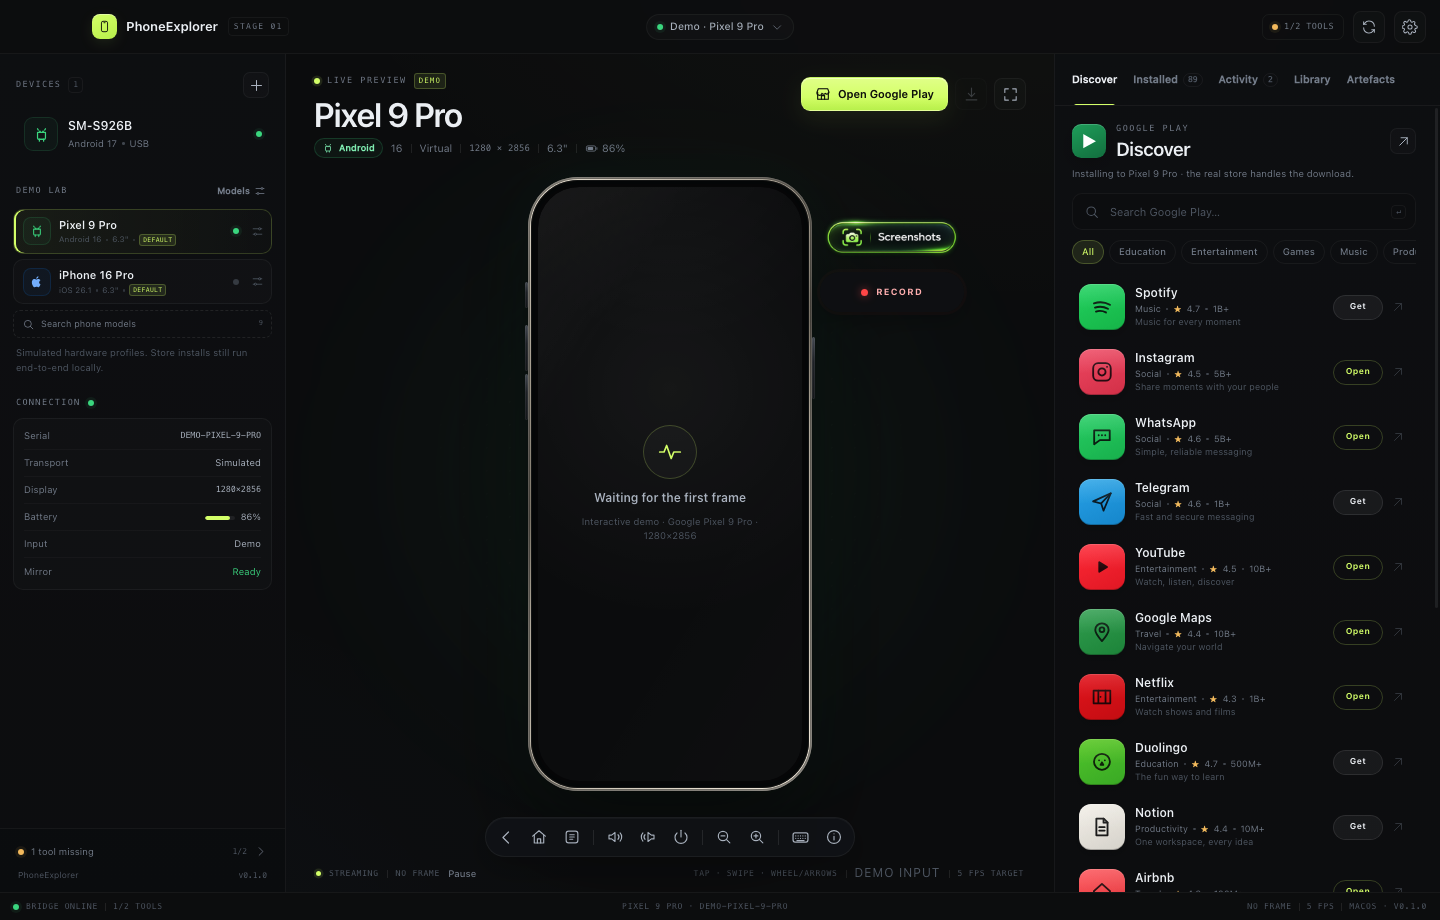 PhoneExplorer STAGE 01
Demo · Pixel 9 Pro
1/2 TOOLS
DEVICES 1
SM-S926B
Android 17 • USB
DEMO LAB Models
Pixel 9 Pro
Android 16 • 6.3" • DEFAULT
iPhone 16 Pro
iOS 26.1 • 6.3" • DEFAULT
Search phone models 9
Simulated hardware profiles. Store installs still run
end-to-end locally.
CONNECTION
Serial DEMO-PIXEL-9-PRO
Transport Simulated
Display 1280×2856
Battery 86%
Input Demo
Mirror Ready
1 tool missing 1/2
PhoneExplorer v0.1.0
LIVE PREVIEW DEMO
Pixel 9 Pro
Android 16 Virtual 1280 × 2856 6.3" 86%
Open Google Play
Screenshots
RECORD
Waiting for the first frame
Interactive demo · Google Pixel 9 Pro ·
1280×2856
STREAMING NO FRAME Pause
TAP · SWIPE · WHEEL/ARROWS DEMO INPUT 5 FPS TARGET
Discover Installed 89 Activity 2 Library Artefacts
GOOGLE PLAY
Discover
Installing to Pixel 9 Pro · the real store handles the download.
Search Google Play...
All Education Entertainment Games Music
Spotify
Music · ★ 4.7 · 1B+
Music for every moment
Get
Instagram
Social · ★ 4.5 · 5B+
Share moments with your people
Open
WhatsApp
Social · ★ 4.6 · 5B+
Simple, reliable messaging
Open
Telegram
Social · ★ 4.6 · 1B+
Fast and secure messaging
Get
YouTube
Entertainment · ★ 4.5 · 10B+
Watch, listen, discover
Open
Google Maps
Travel · ★ 4.4 · 10B+
Navigate your world
Open
Netflix
Entertainment · ★ 4.3 · 1B+
Watch shows and films
Open
Duolingo
Education · ★ 4.7 · 500M+
The fun way to learn
Get
Notion
Productivity · ★ 4.4 · 10M+
One workspace, every idea
Get
Airbnb
Open
BRIDGE ONLINE 1/2 TOOLS
PIXEL 9 PRO · DEMO-PIXEL-9-PRO
NO FRAME 5 FPS MACOS · V0.1.0